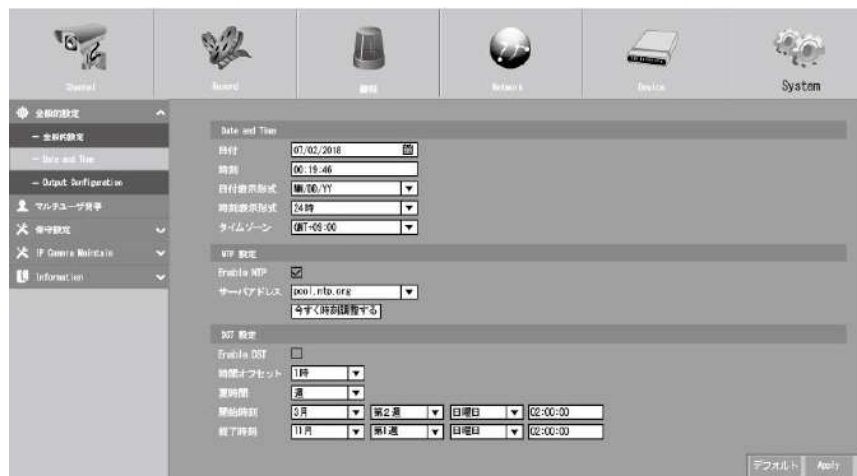 Channel
Record
Network
Device
System
全般的設定
– 全般的設定
– Date and Time
– Output Configuration
マルチユーザ
保守設定
IP Camera Maintain
Information
Date and Time
日付 07/02/2018
時刻 00:19:46
日付表示形式 MM/DD/YY
時刻表示形式 24時
タイムゾーン GMT+09:00
NTP 設定
Enable NTP
サーバアドレス pool.ntp.org
今すぐ時刻調整する
DST 設定
Enable DST
時間オフセット 1時
夏時間 週
開始時刻 3月 第2週 日曜日 02:00:00
終了時刻 11月 第1週 日曜日 02:00:00
デフォルト Apply